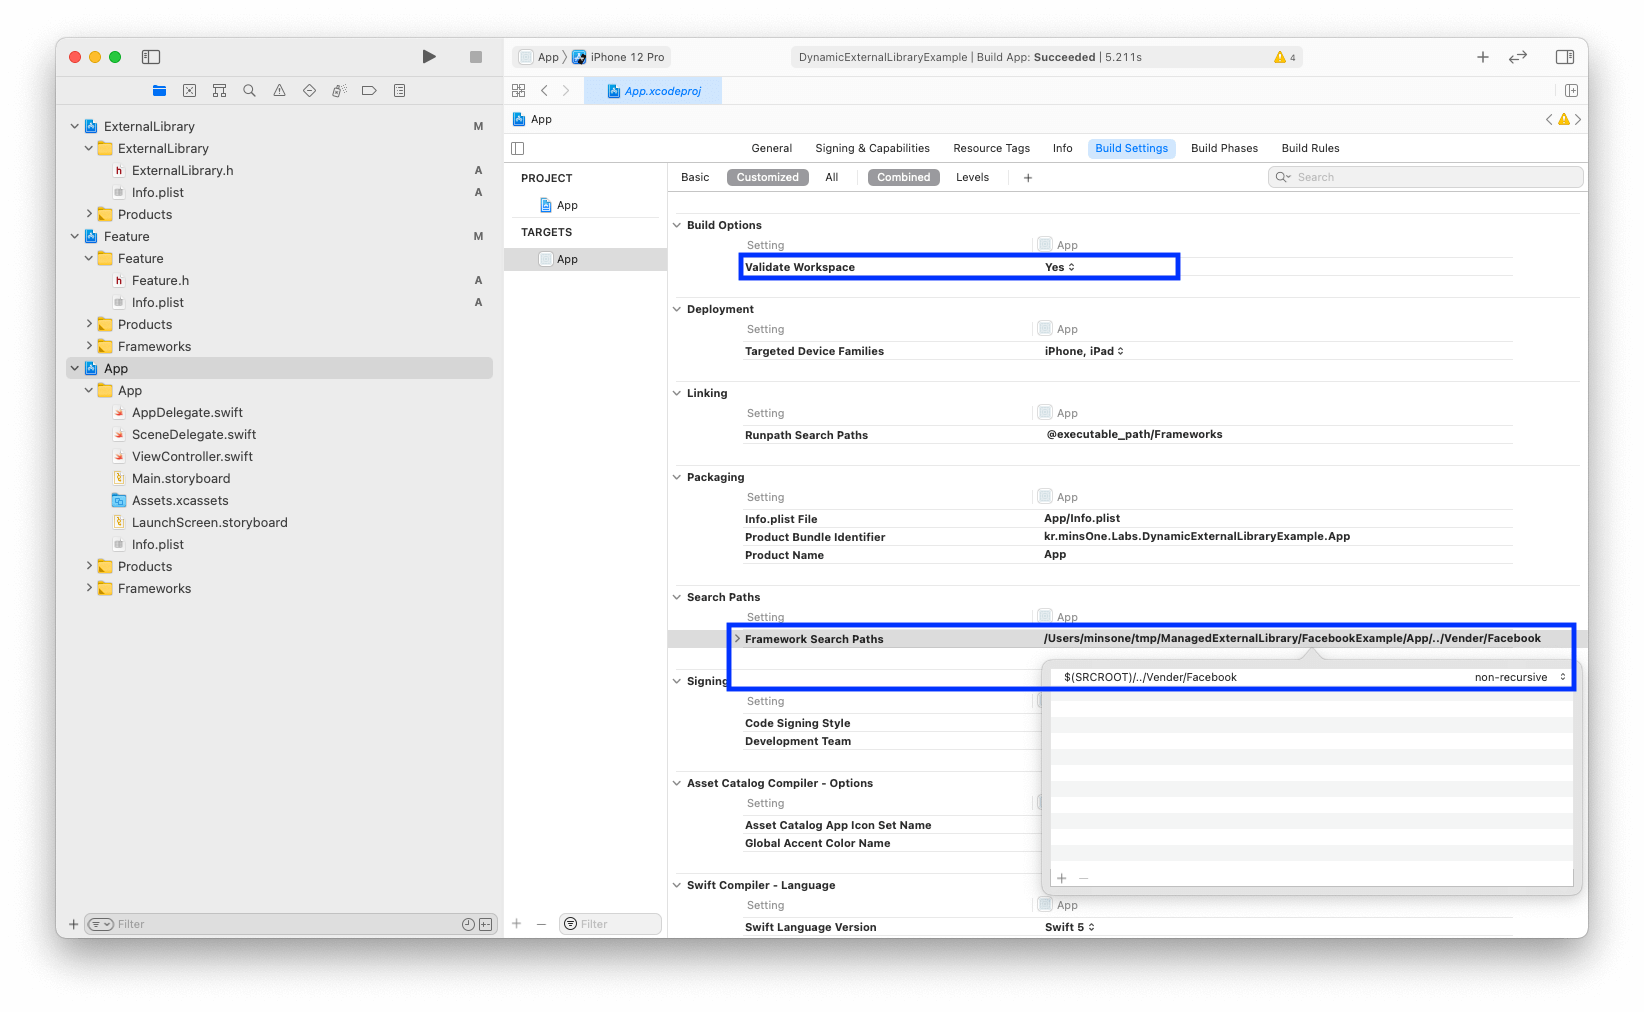 App 〉 iPhone 12 Pro
DynamicExternalLibraryExample | Build App: Succeeded | 5.211s
4
App.xcodeproj
App
ExternalLibrary M
ExternalLibrary
h ExternalLibrary.h A
Info.plist A
Products
Feature M
Feature
h Feature.h A
Info.plist A
Products
Frameworks
App
App
AppDelegate.swift
SceneDelegate.swift
ViewController.swift
Main.storyboard
Assets.xcassets
LaunchScreen.storyboard
Info.plist
Products
Frameworks
Filter
General Signing & Capabilities Resource Tags Info Build Settings Build Phases Build Rules
PROJECT
App
TARGETS
App
Filter
Basic Customized All Combined Levels + Search
Build Options
Setting App
Validate Workspace Yes
Deployment
Setting App
Targeted Device Families iPhone, iPad
Linking
Setting App
Runpath Search Paths @executable_path/Frameworks
Packaging
Setting App
Info.plist File App/Info.plist
Product Bundle Identifier kr.minsOne.Labs.DynamicExternalLibraryExample.App
Product Name App
Search Paths
Setting App
Framework Search Paths /Users/minsone/tmp/ManagedExternalLibrary/FacebookExample/App/../Vender/Facebook
$(SRCROOT)/../Vender/Facebook non-recursive
Signing
Setting
Code Signing Style
Development Team
Asset Catalog Compiler - Options
Setting
Asset Catalog App Icon Set Name
Global Accent Color Name
Swift Compiler - Language
Setting App
Swift Language Version Swift 5